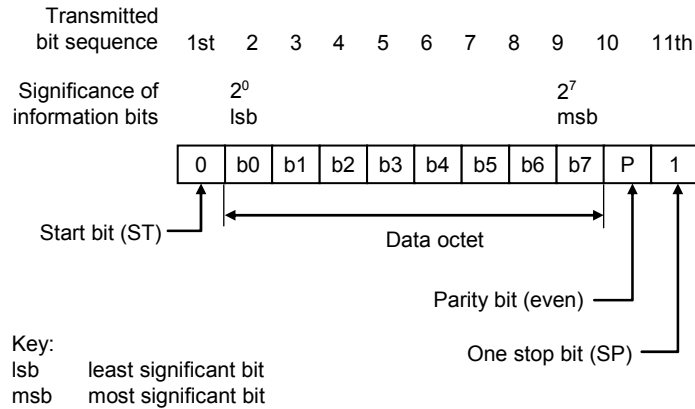 Transmitted
bit sequence 1st 2 3 4 5 6 7 8 9 10 11th
Significance of 2⁰ 2⁷
information bits lsb msb
0 b0 b1 b2 b3 b4 b5 b6 b7 P 1
Start bit (ST)
Data octet
Parity bit (even)
One stop bit (SP)
Key:
lsb least significant bit
msb most significant bit